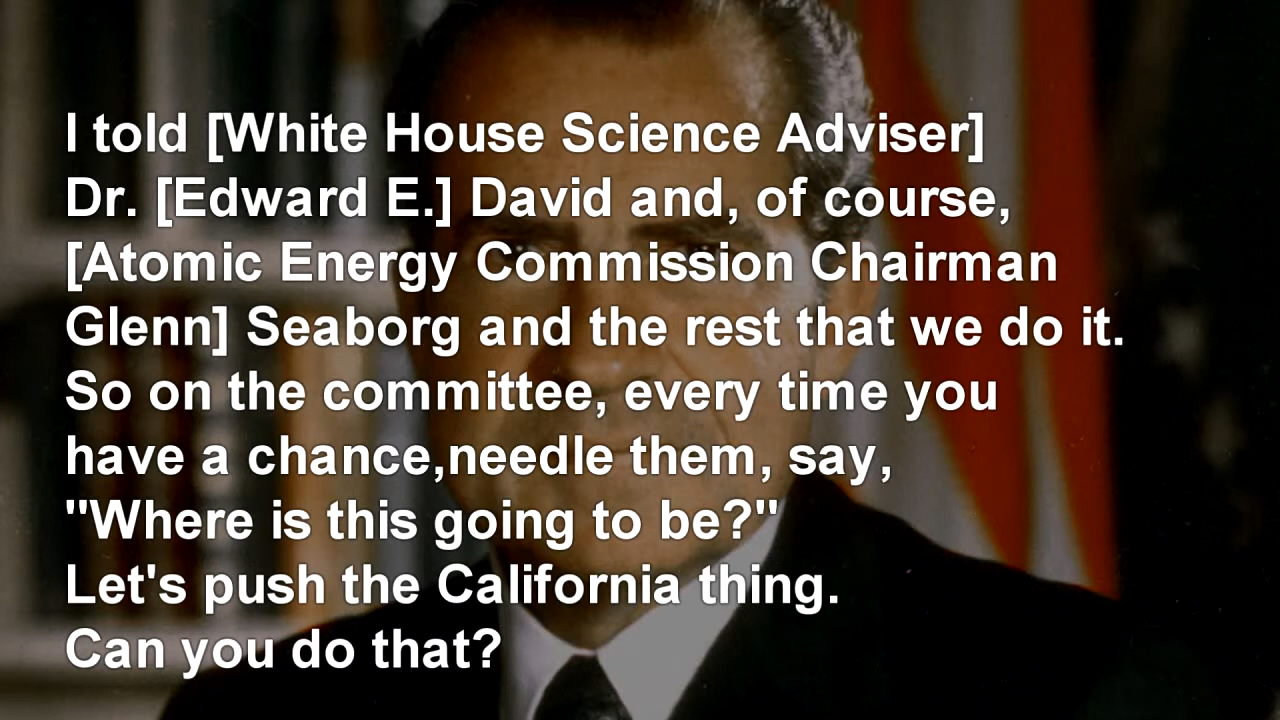 I told [White House Science Adviser]
Dr. [Edward E.] David and, of course,
[Atomic Energy Commission Chairman
Glenn] Seaborg and the rest that we do it.
So on the committee, every time you
have a chance,needle them, say,
"Where is this going to be?"
Let's push the California thing.
Can you do that?